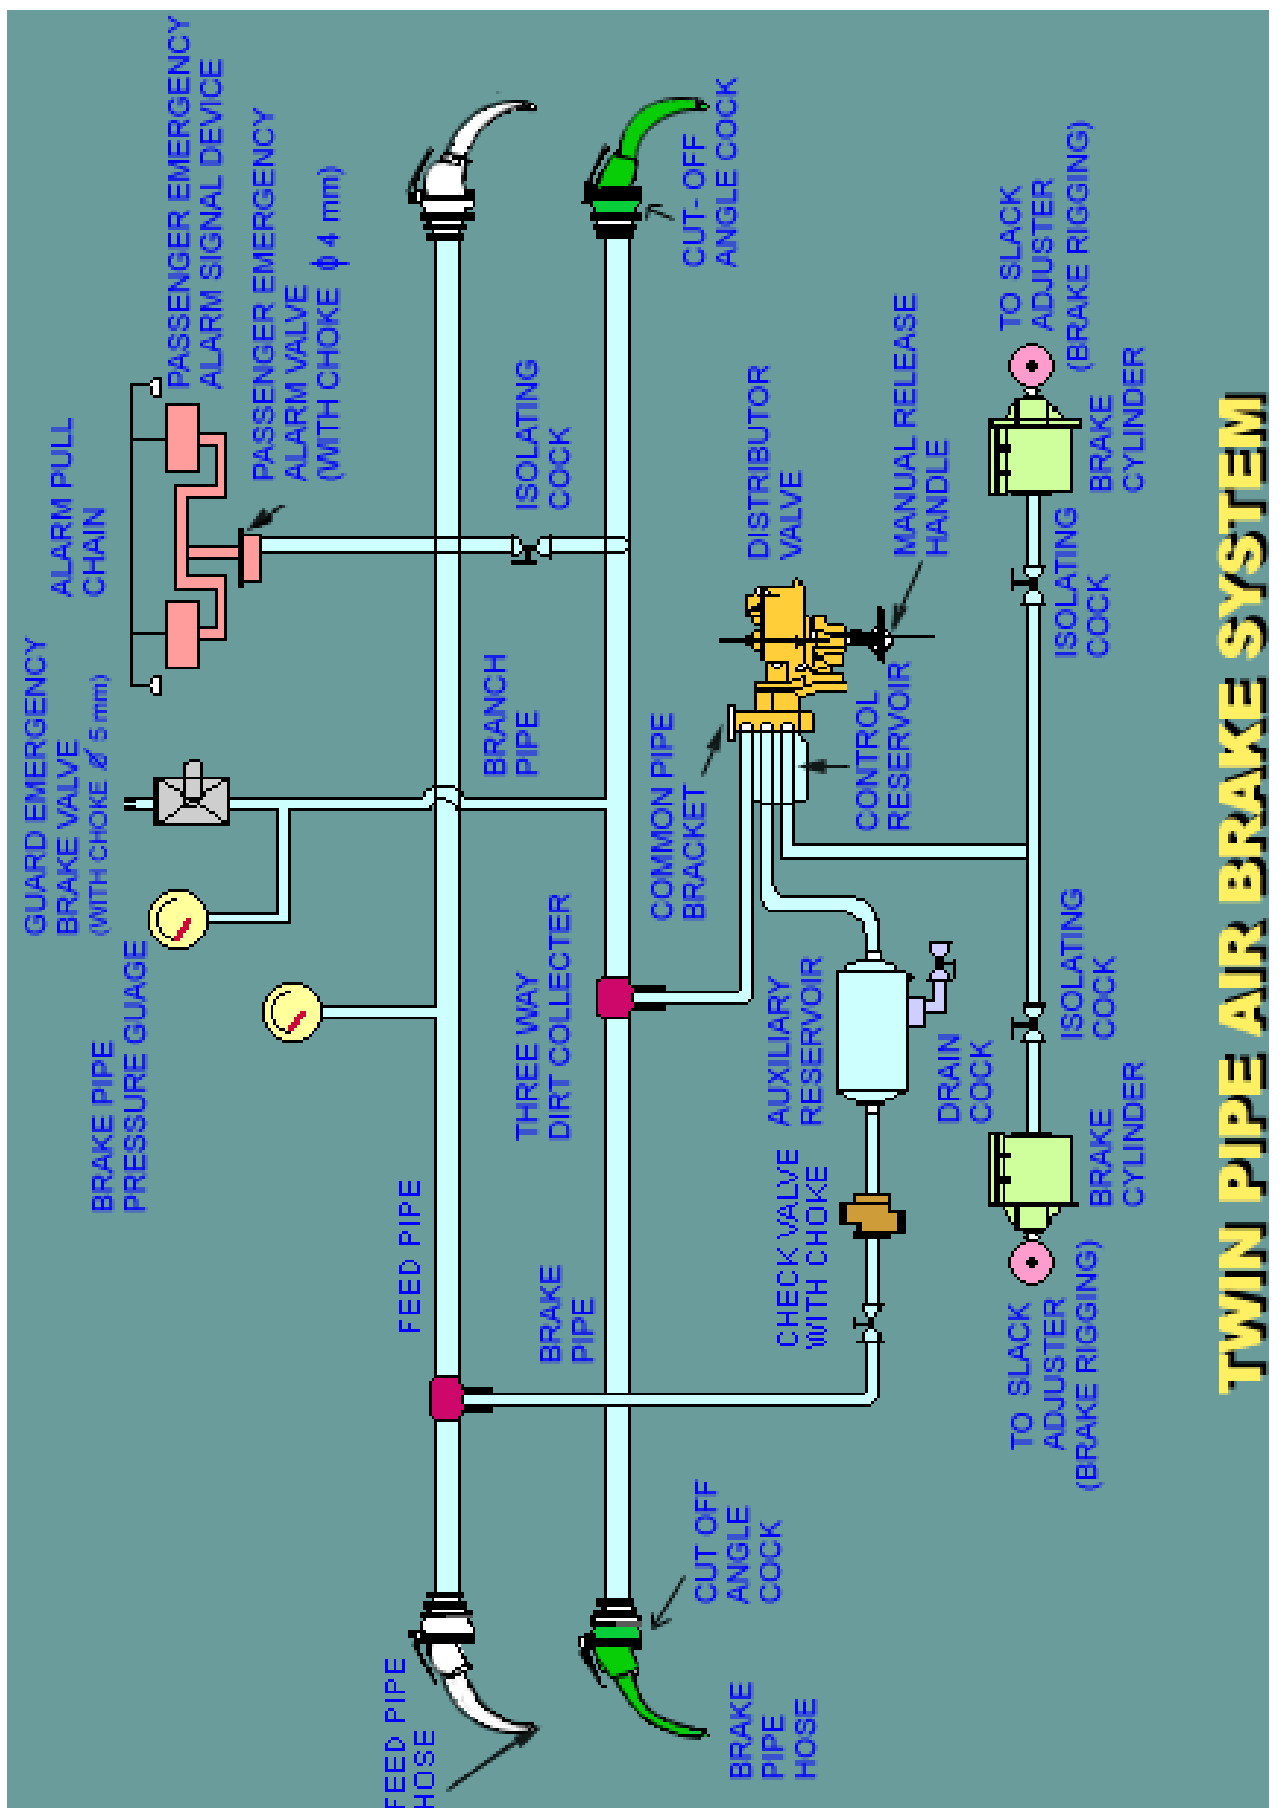 GUARD EMERGENCY
BRAKE VALVE
(WITH CHOKE Ø 5 mm)
ALARM PULL
CHAIN
PASSENGER EMERGENCY
ALARM SIGNAL DEVICE
PASSENGER EMERGENCY
ALARM VALVE
(WITH CHOKE ϕ 4 mm)
BRAKE PIPE
PRESSURE GUAGE
FEED PIPE
HOSE
FEED PIPE
BRANCH
PIPE
ISOLATING
COCK
BRAKE
PIPE
THREE WAY
DIRT COLLECTER
CUT- OFF
ANGLE COCK
BRAKE
PIPE
HOSE
CUT OFF
ANGLE
COCK
COMMON PIPE
BRACKET
DISTRIBUTOR
VALVE
CHECK VALVE
WITH CHOKE
AUXILIARY
RESERVOIR
CONTROL
RESERVOIR
MANUAL RELEASE
HANDLE
DRAIN
COCK
TO SLACK
ADJUSTER
(BRAKE RIGGING)
BRAKE
CYLINDER
ISOLATING
COCK
ISOLATING
COCK
BRAKE
CYLINDER
TO SLACK
ADJUSTER
(BRAKE RIGGING)
TWIN PIPE AIR BRAKE SYSTEM